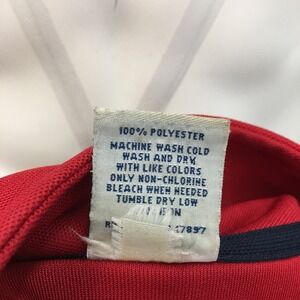 100% POLYESTER
MACHINE WASH COLD
WASH AND DRY
WITH LIKE COLORS
ONLY NON-CHLORINE
BLEACH WHEN NEEDED
TUMBLE DRY LOW